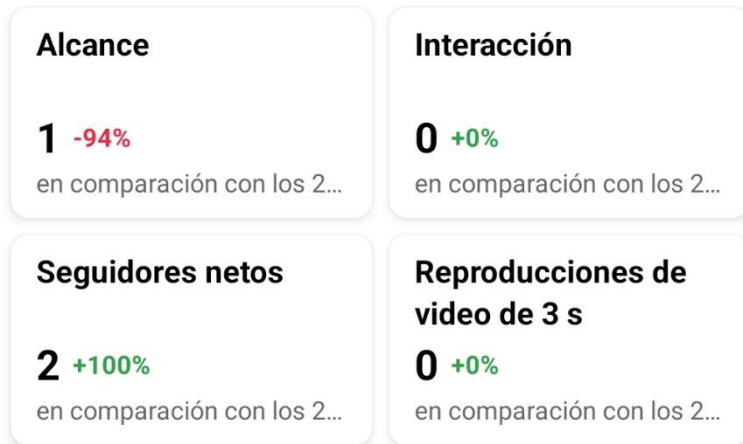 Alcance
1 -94%
en comparación con los 2...
Interacción
0 +0%
en comparación con los 2...
Seguidores netos
2 +100%
en comparación con los 2...
Reproducciones de
video de 3 s
0 +0%
en comparación con los 2...